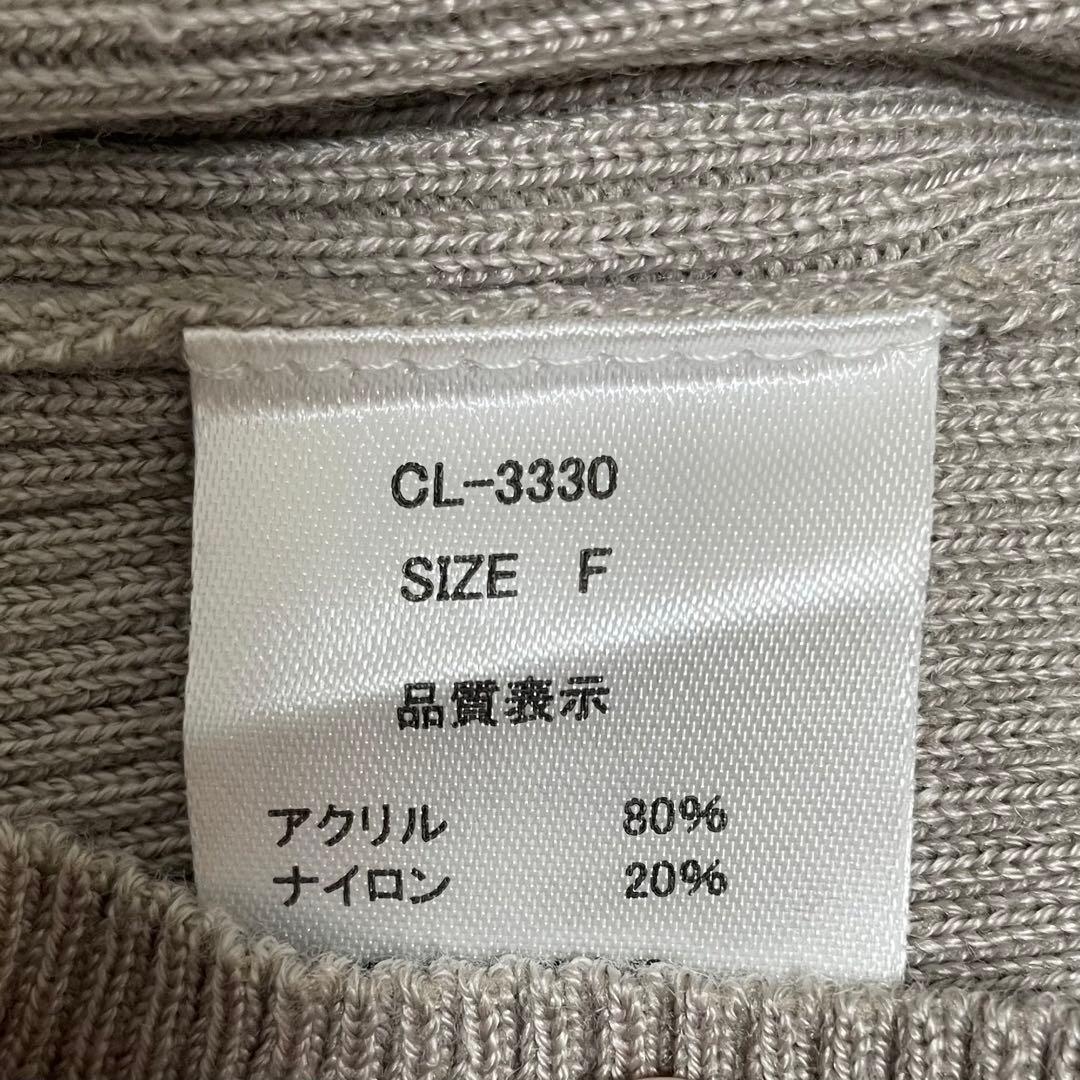 CL-3330
SIZE F
品質表示
アクリル 80%
ナイロン 20%